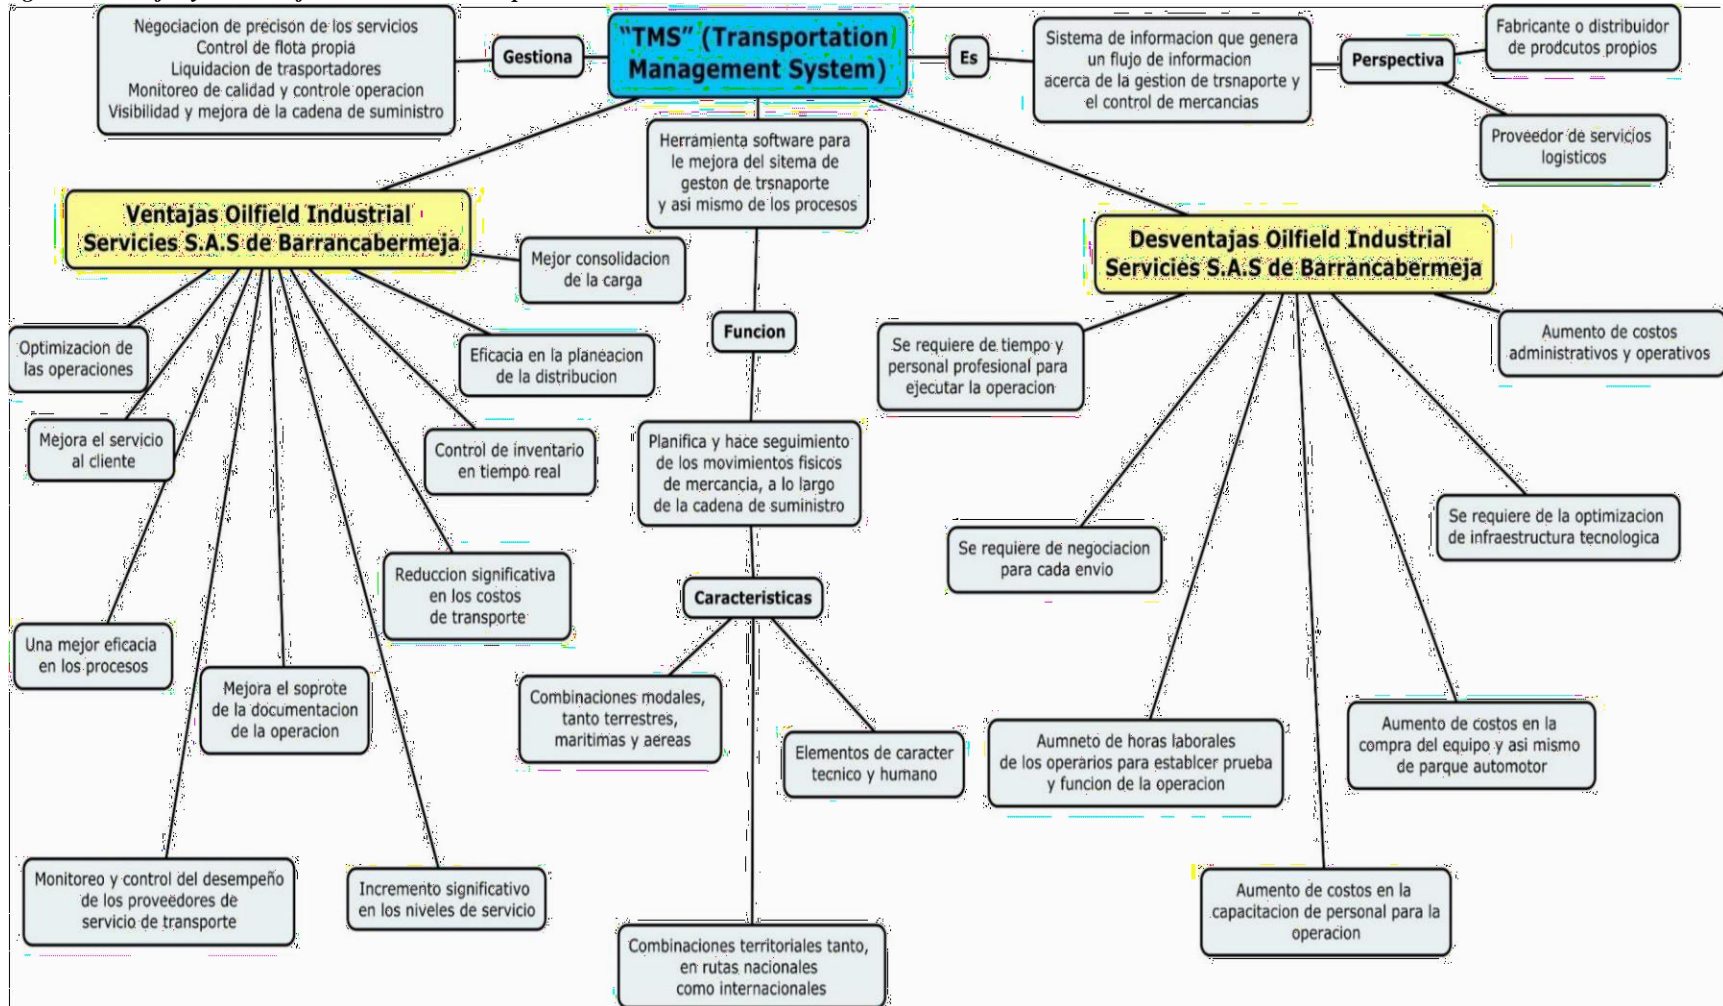 Negociacion de precison de los servicios
Control de flota propia
Liquidacion de trasportadores
Monitoreo de calidad y controle operacion
Visibilidad y mejora de la cadena de suministro
Gestiona
“TMS” (Transportation
Management System)
Es
Sistema de informacion que genera
un flujo de informacion
acerca de la gestion de trsnaporte y
el control de mercancias
Perspectiva
Fabricante o distribuidor
de prodcutos propios
Proveedor de servicios
logisticos
Herramienta software para
le mejora del sitema de
geston de trsnaporte
y asi mismo de los procesos
Ventajas Oilfield Industrial
Servicies S.A.S de Barrancabermeja
Desventajas Oilfield Industrial
Servicies S.A.S de Barrancabermeja
Mejor consolidacion
de la carga
Funcion
Optimizacion de
las operaciones
Eficacia en la planeacion
de la distribucion
Se requiere de tiempo y
personal profesional para
ejecutar la operacion
Aumento de costos
administrativos y operativos
Mejora el servicio
al cliente
Control de inventario
en tiempo real
Planifica y hace seguimiento
de los movimientos fisicos
de mercancia, a lo largo
de la cadena de suministro
Se requiere de la optimizacion
de infraestructura tecnologica
Se requiere de negociacion
para cada envio
Reduccion significativa
en los costos
de transporte
Caracteristicas
Una mejor eficacia
en los procesos
Mejora el soprote
de la documentacion
de la operacion
Combinaciones modales,
tanto terrestres,
maritimas y aereas
Elementos de caracter
tecnico y humano
Aumneto de horas laborales
de los operarios para establcer prueba
y funcion de la operacion
Aumento de costos en la
compra del equipo y asi mismo
de parque automotor
Monitoreo y control del desempeño
de los proveedores de
servicio de transporte
Incremento significativo
en los niveles de servicio
Aumento de costos en la
capacitacion de personal para la
operacion
Combinaciones territoriales tanto,
en rutas nacionales
como internacionales